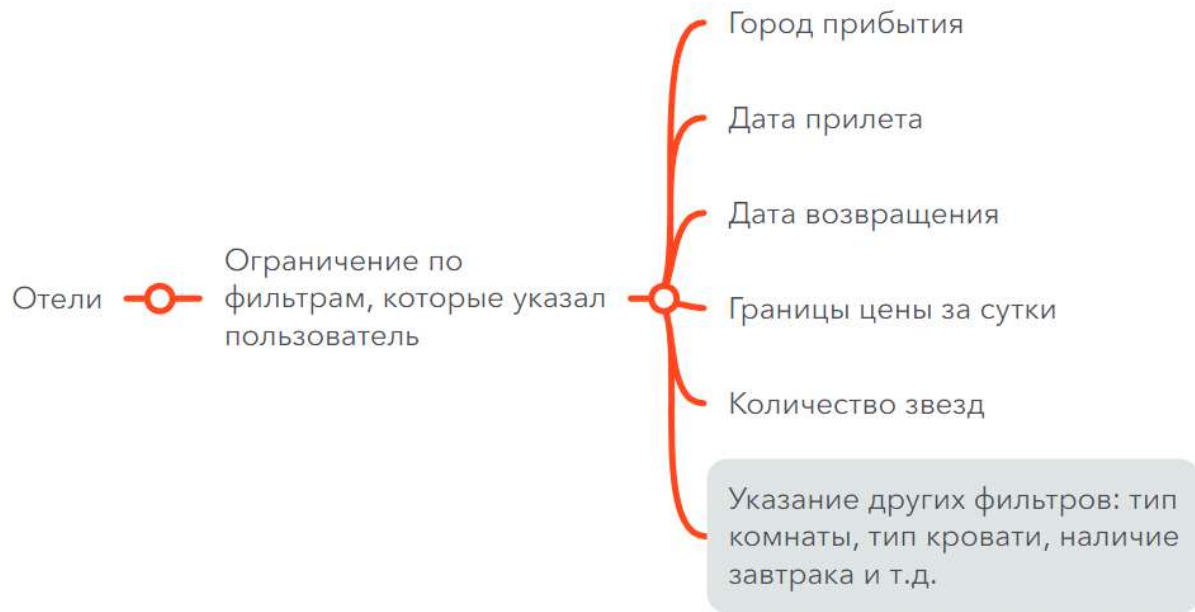 Отели
Ограничение по
фильтрам, которые указал
пользователь
Город прибытия
Дата прилета
Дата возвращения
Границы цены за сутки
Количество звезд
Указание других фильтров: тип
комнаты, тип кровати, наличие
завтрака и т.д.